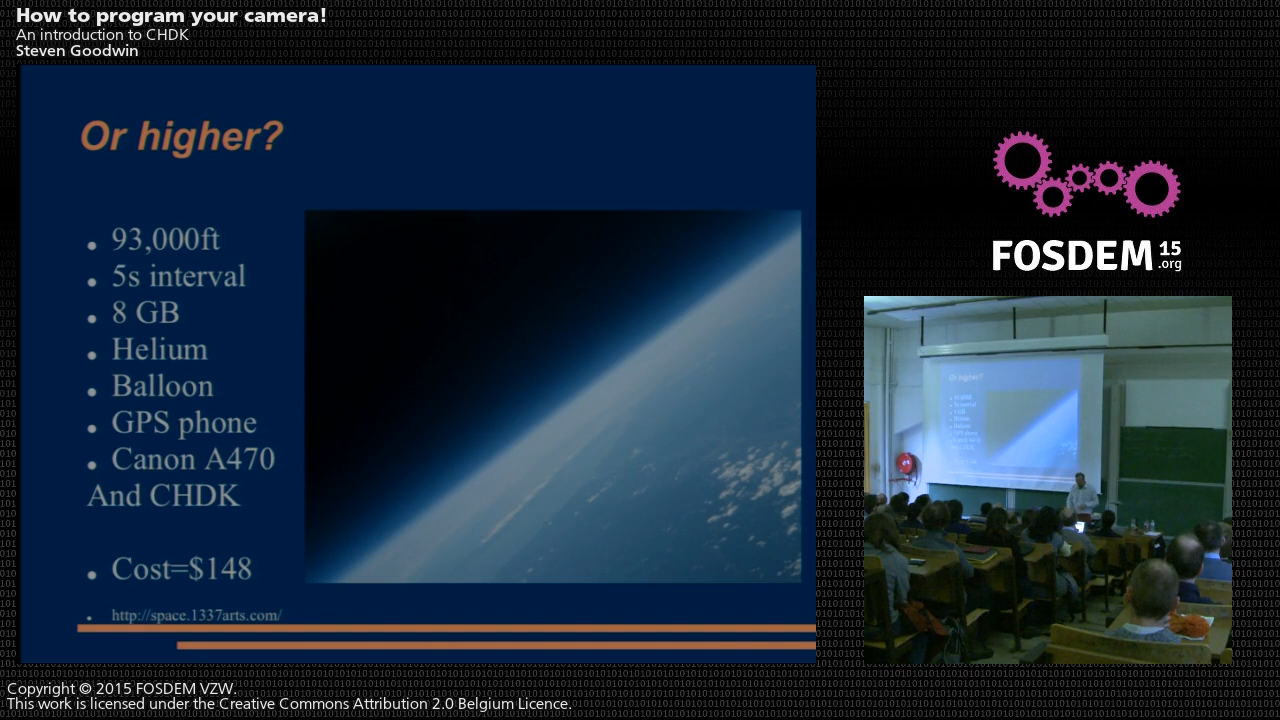 How to program your camera!
An introduction to CHDK
Steven Goodwin
Or higher?
• 93,000ft
• 5s interval
• 8 GB
• Helium
• Balloon
• GPS phone
• Canon A470
And CHDK
• Cost=$148
• http://space.1337arts.com/
FOSDEM 15
.org
Or higher?
Copyright © 2015 FOSDEM VZW.
This work is licensed under the Creative Commons Attribution 2.0 Belgium Licence.